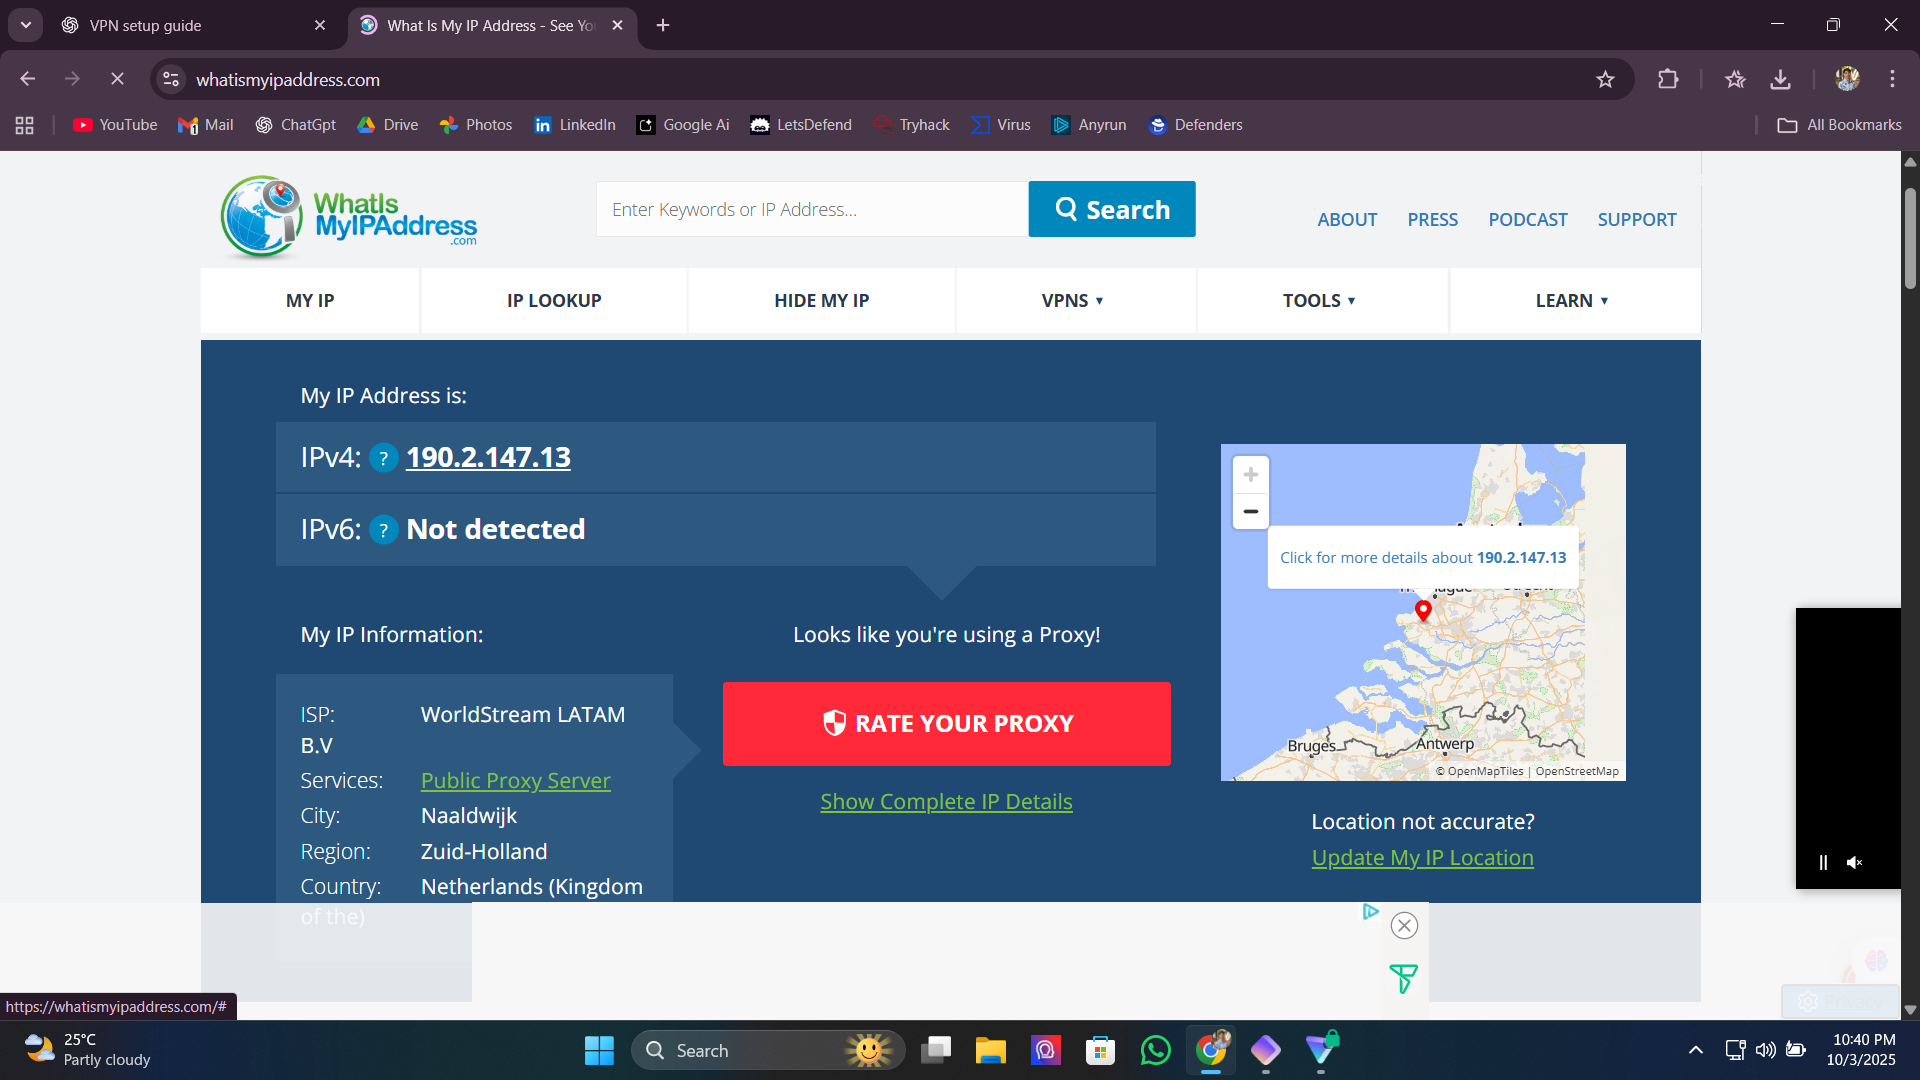 VPN setup guide
What Is My IP Address - See Yo
whatismyipaddress.com
YouTube
Mail
ChatGpt
Drive
Photos
LinkedIn
Google Ai
LetsDefend
Tryhack
Virus
Anyrun
Defenders
All Bookmarks
WhatIs
MyIPAddress
.com
Enter Keywords or IP Address...
Search
ABOUT
PRESS
PODCAST
SUPPORT
MY IP
IP LOOKUP
HIDE MY IP
VPNS ▾
TOOLS ▾
LEARN ▾
My IP Address is:
IPv4: ? 190.2.147.13
IPv6: ? Not detected
My IP Information:
ISP: WorldStream LATAM
B.V
Services: Public Proxy Server
City: Naaldwijk
Region: Zuid-Holland
Country: Netherlands (Kingdom
of the)
Looks like you're using a Proxy!
RATE YOUR PROXY
Show Complete IP Details
+
−
Click for more details about 190.2.147.13
Bruges
Antwerp
© OpenMapTiles | OpenStreetMap
Location not accurate?
Update My IP Location
https://whatismyipaddress.com/#
25°C
Partly cloudy
Search
10:40 PM
10/3/2025